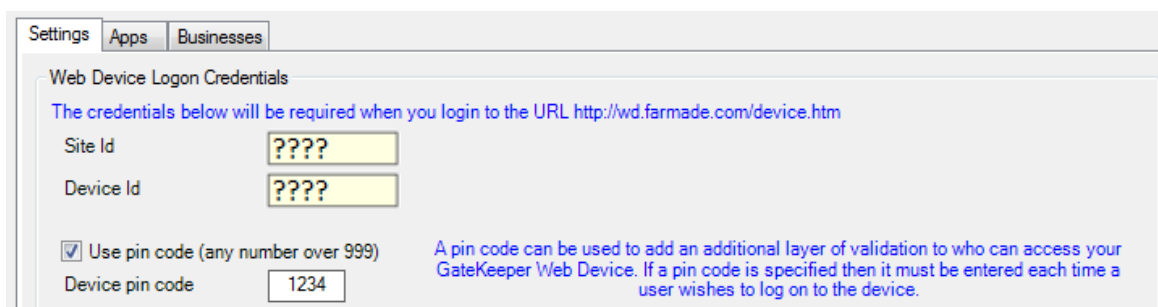 Settings Apps Businesses
Web Device Logon Credentials
The credentials below will be required when you login to the URL http://wd.farmade.com/device.htm
Site Id ????
Device Id ????
Use pin code (any number over 999)
Device pin code 1234
A pin code can be used to add an additional layer of validation to who can access your
GateKeeper Web Device. If a pin code is specified then it must be entered each time a
user wishes to log on to the device.